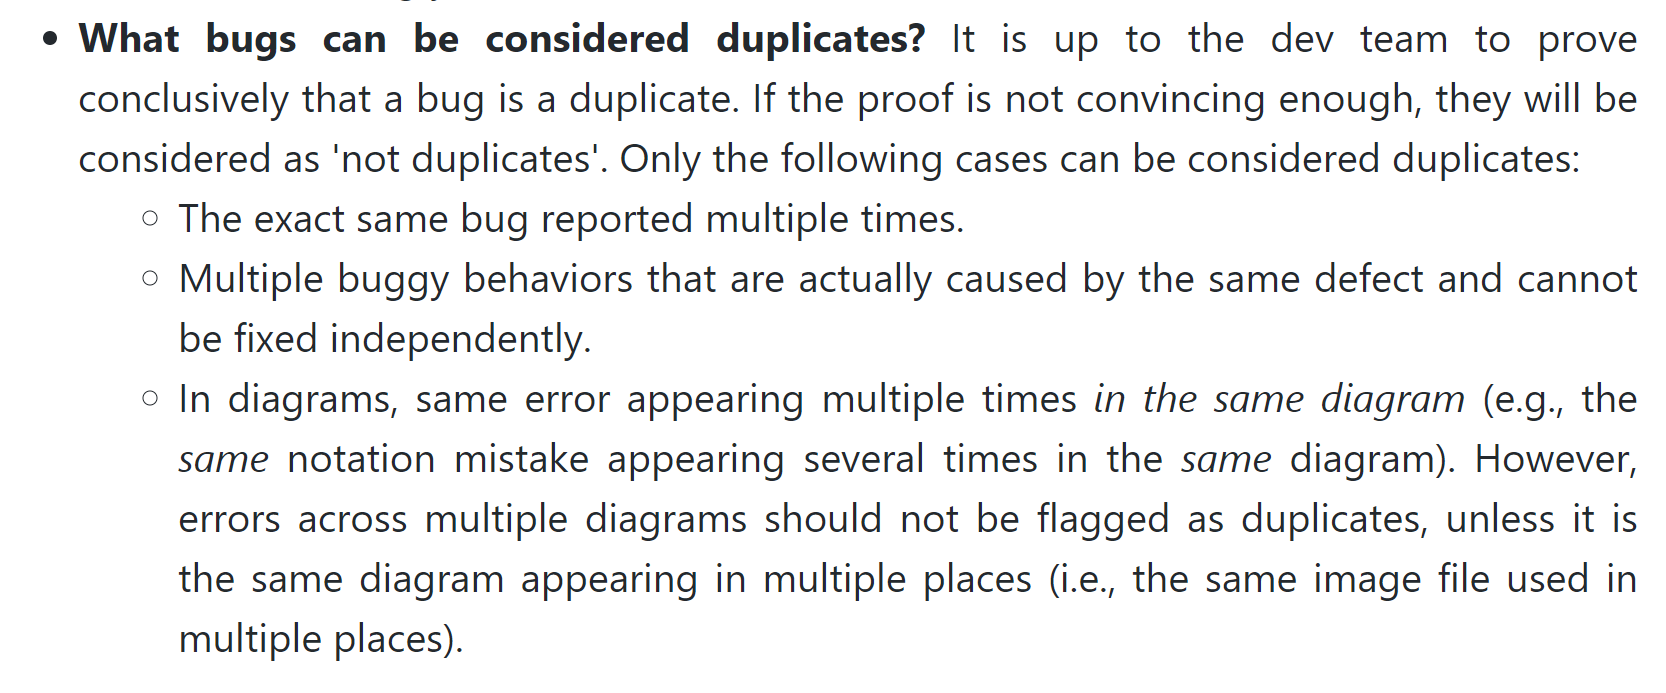 • What bugs can be considered duplicates? It is up to the dev team to prove
conclusively that a bug is a duplicate. If the proof is not convincing enough, they will be
considered as 'not duplicates'. Only the following cases can be considered duplicates:
◦ The exact same bug reported multiple times.
◦ Multiple buggy behaviors that are actually caused by the same defect and cannot
be fixed independently.
◦ In diagrams, same error appearing multiple times in the same diagram (e.g., the
same notation mistake appearing several times in the same diagram). However,
errors across multiple diagrams should not be flagged as duplicates, unless it is
the same diagram appearing in multiple places (i.e., the same image file used in
multiple places).